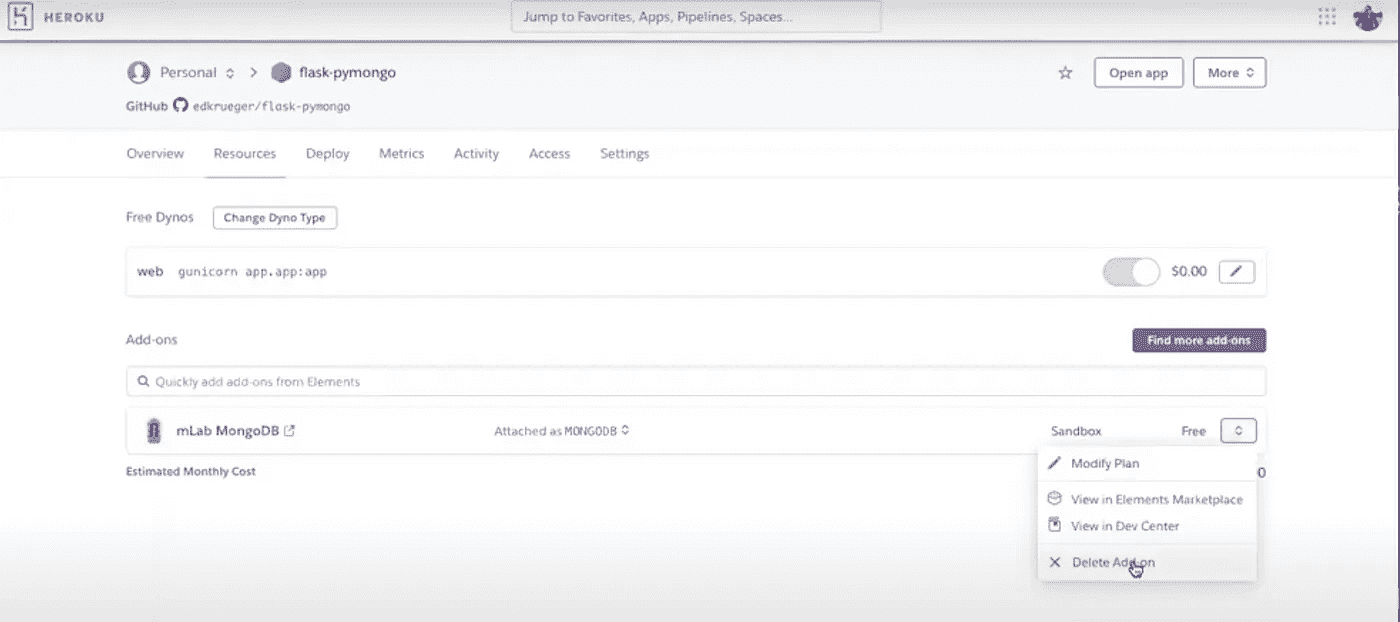 HEROKU
Jump to Favorites, Apps, Pipelines, Spaces...
Personal > flask-pymongo
Open app
More
GitHub edkrueger/flask-pymongo
Overview Resources Deploy Metrics Activity Access Settings
Free Dynos Change Dyno Type
web gunicorn app.app:app $0.00
Add-ons Find more add-ons
Quickly add add-ons from Elements
mLab MongoDB Attached as MONGODB Sandbox Free
Estimated Monthly Cost 0
Modify Plan
View in Elements Marketplace
View in Dev Center
Delete Add-on